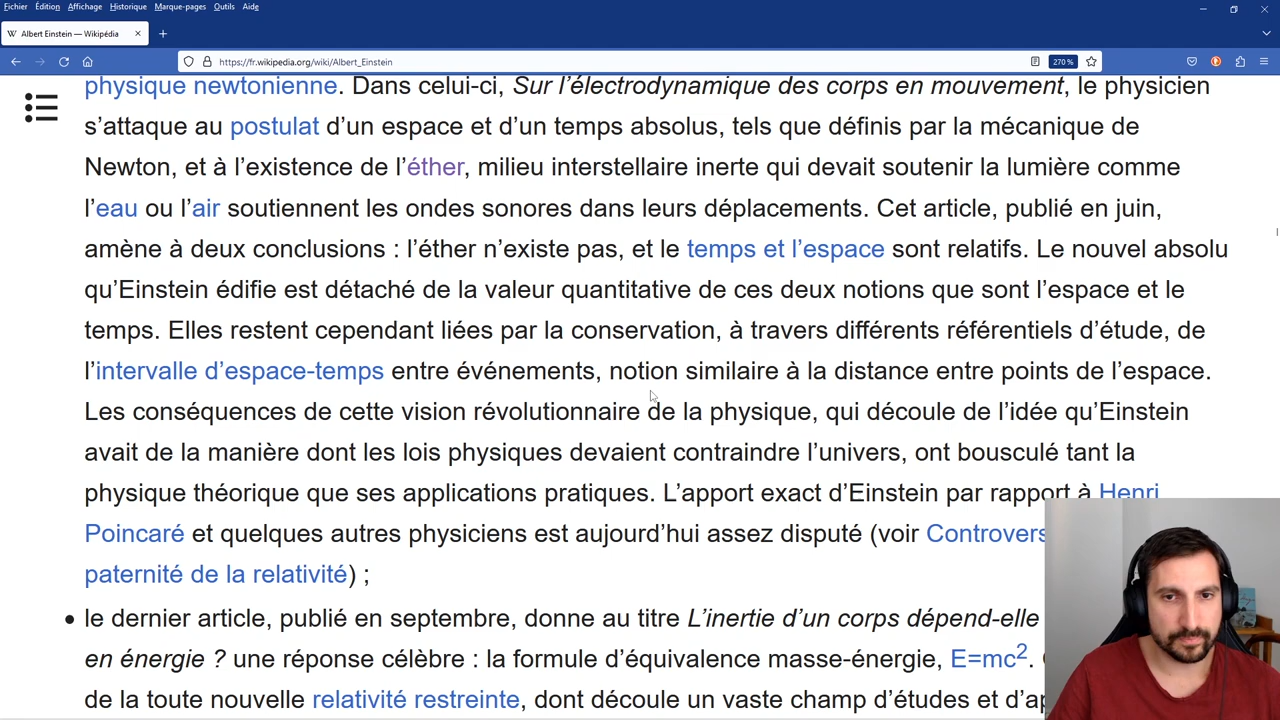 Fichier Édition Affichage Historique Marque-pages Outils Aide
W Albert Einstein — Wikipédia
https://fr.wikipedia.org/wiki/Albert_Einstein 270 %
physique newtonienne. Dans celui-ci, Sur l’électrodynamique des corps en mouvement, le physicien
s’attaque au postulat d’un espace et d’un temps absolus, tels que définis par la mécanique de
Newton, et à l’existence de l’éther, milieu interstellaire inerte qui devait soutenir la lumière comme
l’eau ou l’air soutiennent les ondes sonores dans leurs déplacements. Cet article, publié en juin,
amène à deux conclusions : l’éther n’existe pas, et le temps et l’espace sont relatifs. Le nouvel absolu
qu’Einstein édifie est détaché de la valeur quantitative de ces deux notions que sont l’espace et le
temps. Elles restent cependant liées par la conservation, à travers différents référentiels d’étude, de
l’intervalle d’espace-temps entre événements, notion similaire à la distance entre points de l’espace.
Les conséquences de cette vision révolutionnaire de la physique, qui découle de l’idée qu’Einstein
avait de la manière dont les lois physiques devaient contraindre l’univers, ont bousculé tant la
physique théorique que ses applications pratiques. L’apport exact d’Einstein par rapport à Henri
Poincaré et quelques autres physiciens est aujourd’hui assez disputé (voir Controvers
paternité de la relativité) ;
• le dernier article, publié en septembre, donne au titre L’inertie d’un corps dépend-elle
en énergie ? une réponse célèbre : la formule d’équivalence masse-énergie, E=mc².
de la toute nouvelle relativité restreinte, dont découle un vaste champ d’études et d’ap